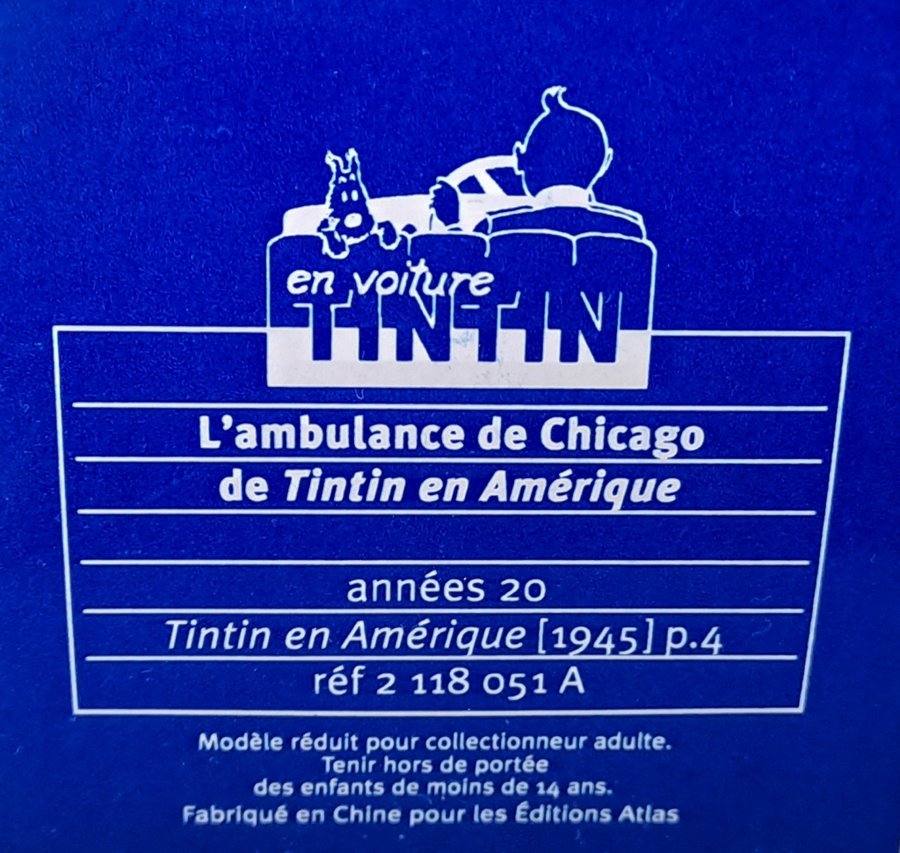 en voiture
TINTIN
L'ambulance de Chicago
de Tintin en Amérique
années 20
Tintin en Amérique [1945] p.4
réf 2 118 051 A
Modèle réduit pour collectionneur adulte.
Tenir hors de portée
des enfants de moins de 14 ans.
Fabriqué en Chine pour les Éditions Atlas